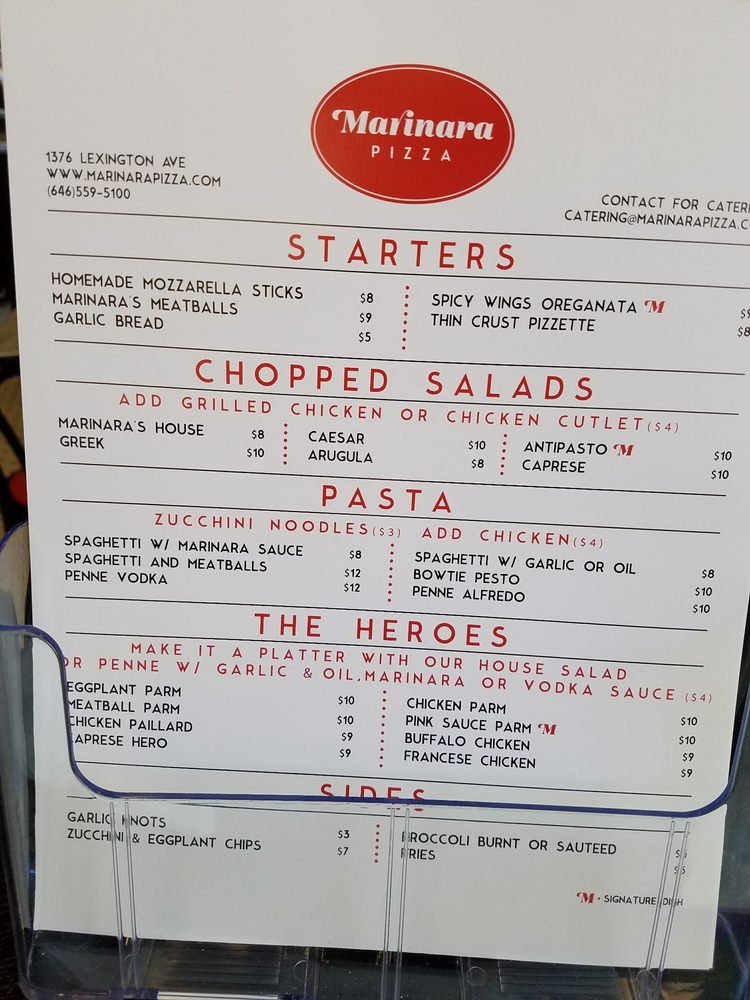 Marinara
PIZZA
1376 LEXINGTON AVE
WWW.MARINARAPIZZA.COM
(646)559-5100
CONTACT FOR CATERI
CATERING@MARINARAPIZZA.C
STARTERS
HOMEMADE MOZZARELLA STICKS $8
MARINARA'S MEATBALLS $9
GARLIC BREAD $5
SPICY WINGS OREGANATA M $9
THIN CRUST PIZZETTE $8
CHOPPED SALADS
ADD GRILLED CHICKEN OR CHICKEN CUTLET($4)
MARINARA'S HOUSE $8
GREEK $10
CAESAR $10
ARUGULA $8
ANTIPASTO M $10
CAPRESE $10
PASTA
ZUCCHINI NOODLES($3) ADD CHICKEN($4)
SPAGHETTI W/ MARINARA SAUCE $8
SPAGHETTI AND MEATBALLS $12
PENNE VODKA $12
SPAGHETTI W/ GARLIC OR OIL $8
BOWTIE PESTO $10
PENNE ALFREDO $10
THE HEROES
MAKE IT A PLATTER WITH OUR HOUSE SALAD
OR PENNE W/ GARLIC & OIL,MARINARA OR VODKA SAUCE ($4)
EGGPLANT PARM $10
MEATBALL PARM $10
CHICKEN PAILLARD $9
CAPRESE HERO $9
CHICKEN PARM $10
PINK SAUCE PARM M $10
BUFFALO CHICKEN $9
FRANCESE CHICKEN $9
SIDES
GARLIC KNOTS $3
ZUCCHINI & EGGPLANT CHIPS $7
BROCCOLI BURNT OR SAUTEED
FRIES
M - SIGNATURE DISH